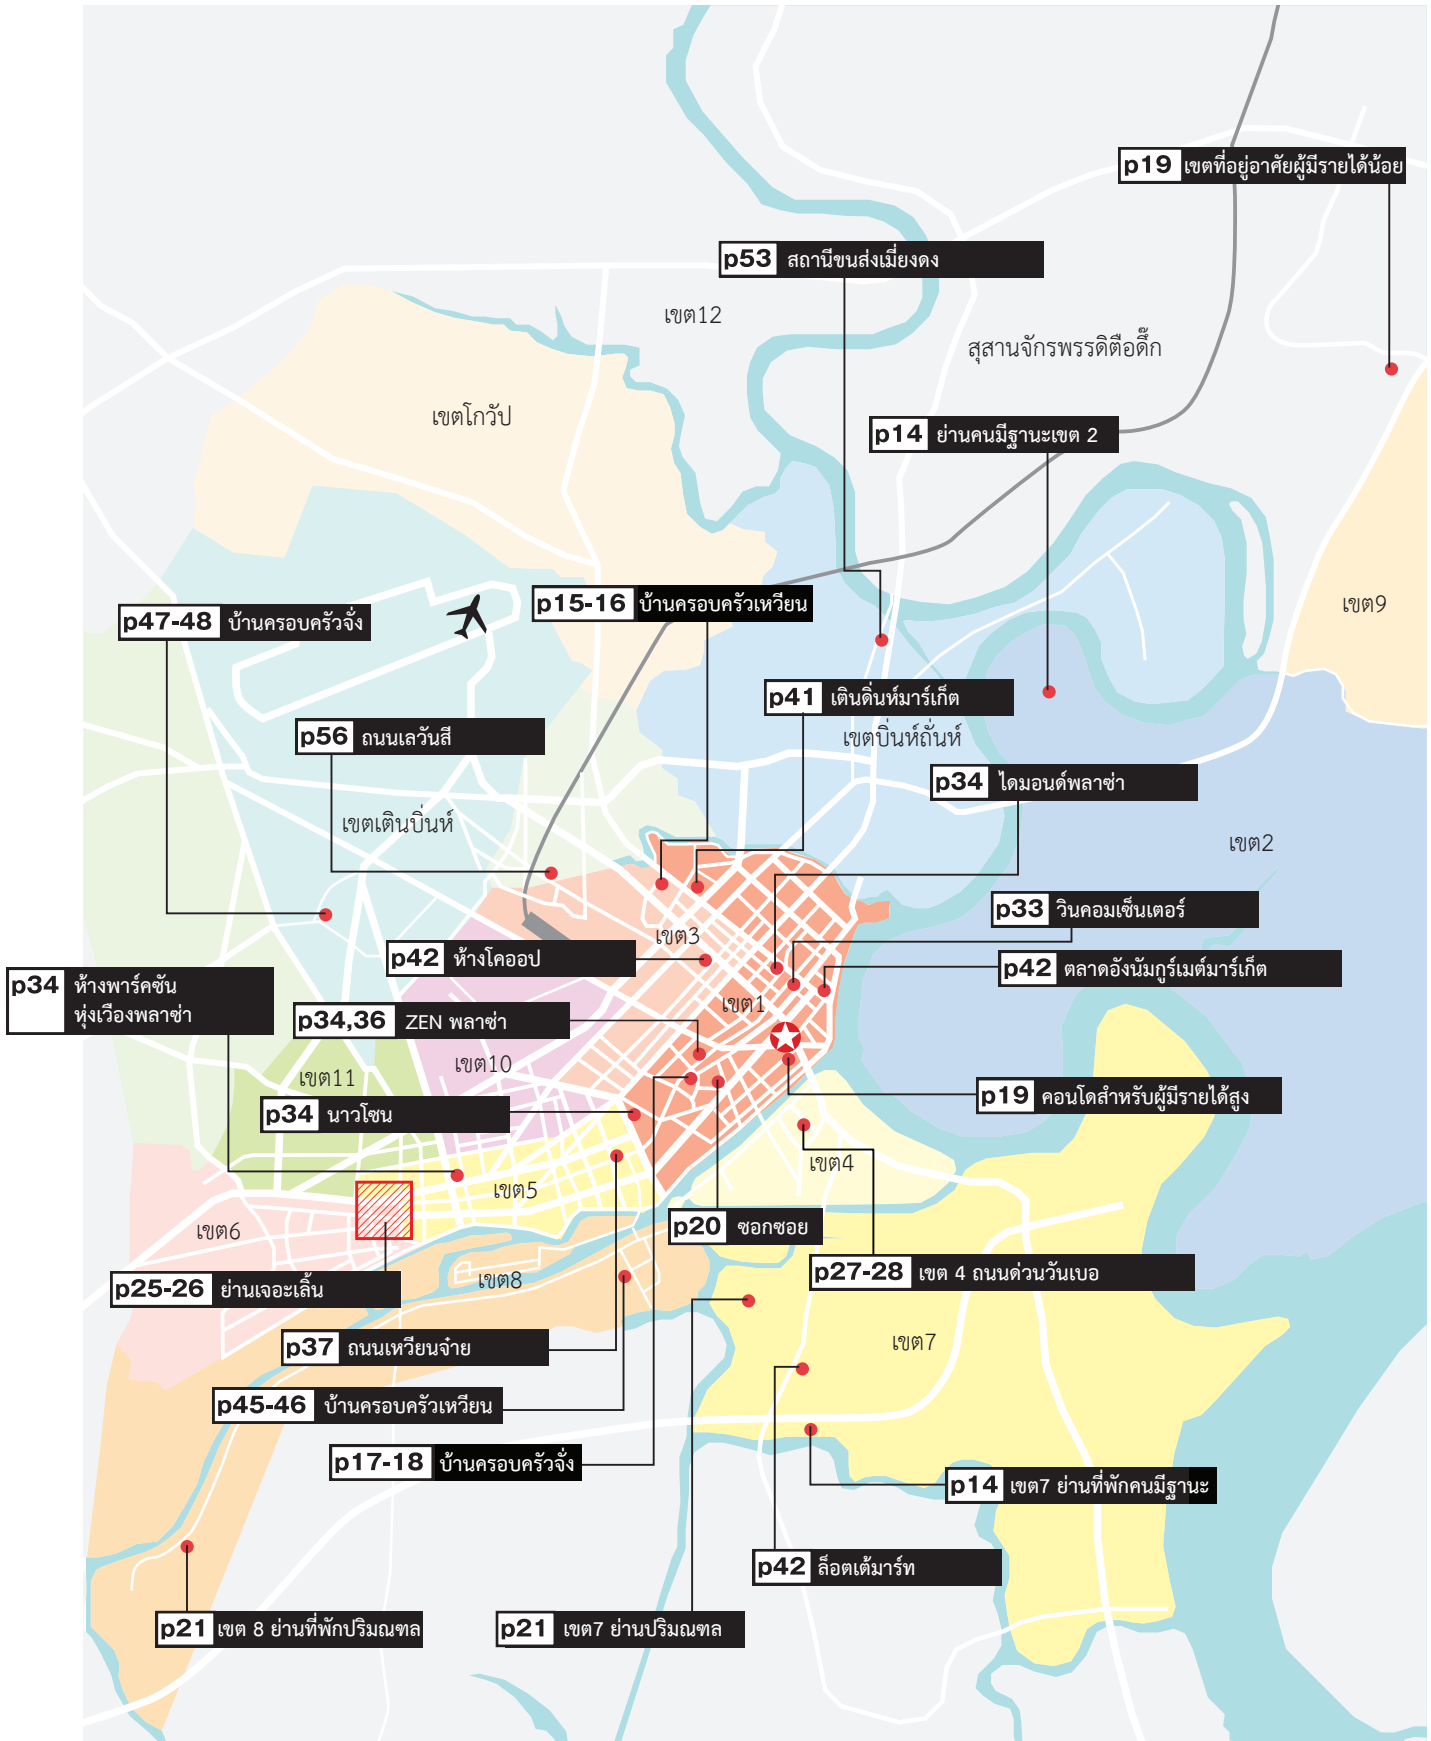 p19 เขตที่อยู่อาศัยผู้มีรายได้น้อย
p53 สถานีขนส่งเมี่ยงดง
เขต12
สุสานจักรพรรดิตือดึ๊ก
เขตโกวัป
p14 ย่านคนมีฐานะเขต 2
เขต9
p15-16 บ้านครอบครัวเหวียน
p47-48 บ้านครอบครัวจั่ง
p41 เตินดิ่นห์มาร์เก็ต
p56 ถนนเลวันสี
เขตบิ่นห์ถั่นห์
p34 ไดมอนด์พลาซ่า
เขตเตินบิ่นห์
เขต2
p33 วินคอมเซ็นเตอร์
เขต3
p42 ห้างโคออป
p42 ตลาดอังนัมกูร์เมต์มาร์เก็ต
p34 ห้างพาร์คซัน
หุ่งเวืองพลาซ่า
เขต1
p34,36 ZEN พลาซ่า
เขต10
เขต11
p19 คอนโดสำหรับผู้มีรายได้สูง
p34 นาวโซน
เขต4
เขต5
เขต6
p20 ซอกซอย
p27-28 เขต 4 ถนนด่วนวันเบอ
เขต8
p25-26 ย่านเจอะเลิ้น
เขต7
p37 ถนนเหวียนจ๋าย
p45-46 บ้านครอบครัวเหวียน
p17-18 บ้านครอบครัวจั่ง
p14 เขต7 ย่านที่พักคนมีฐานะ
p42 ล็อตเต้มาร์ท
p21 เขต 8 ย่านที่พักปริมณฑล
p21 เขต7 ย่านปริมณฑล